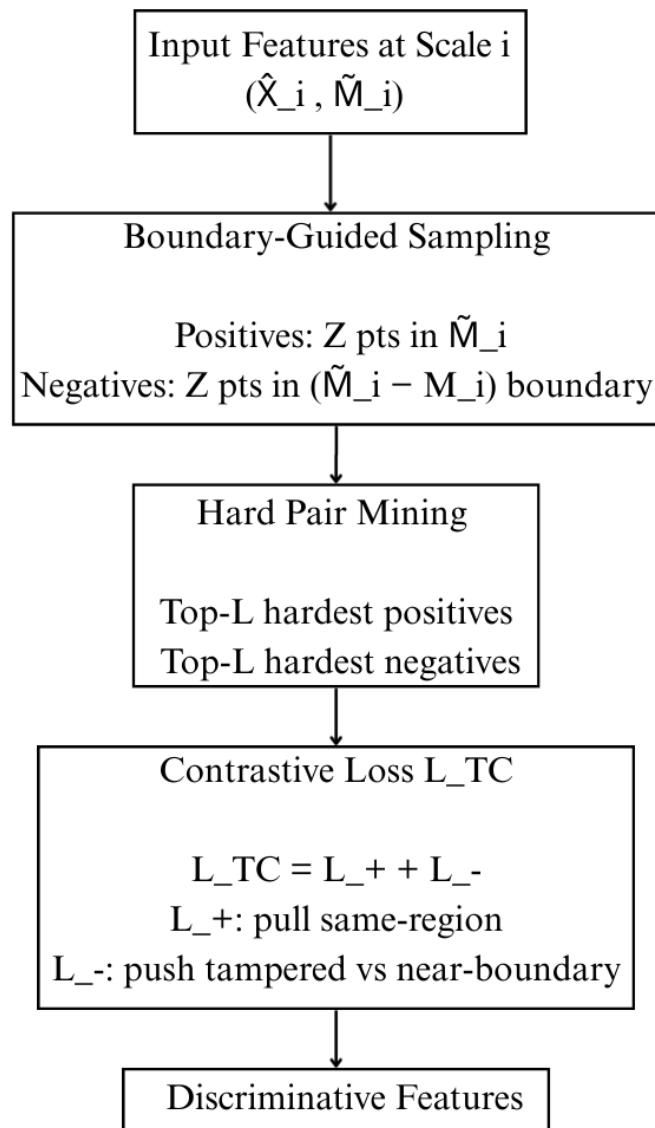 Input Features at Scale i
(X̂_i , M̃_i)
Boundary-Guided Sampling
Positives: Z pts in M̃_i
Negatives: Z pts in (M̃_i − M_i) boundary
Hard Pair Mining
Top-L hardest positives
Top-L hardest negatives
Contrastive Loss L_TC
L_TC = L_+ + L_-
L_+: pull same-region
L_-: push tampered vs near-boundary
Discriminative Features